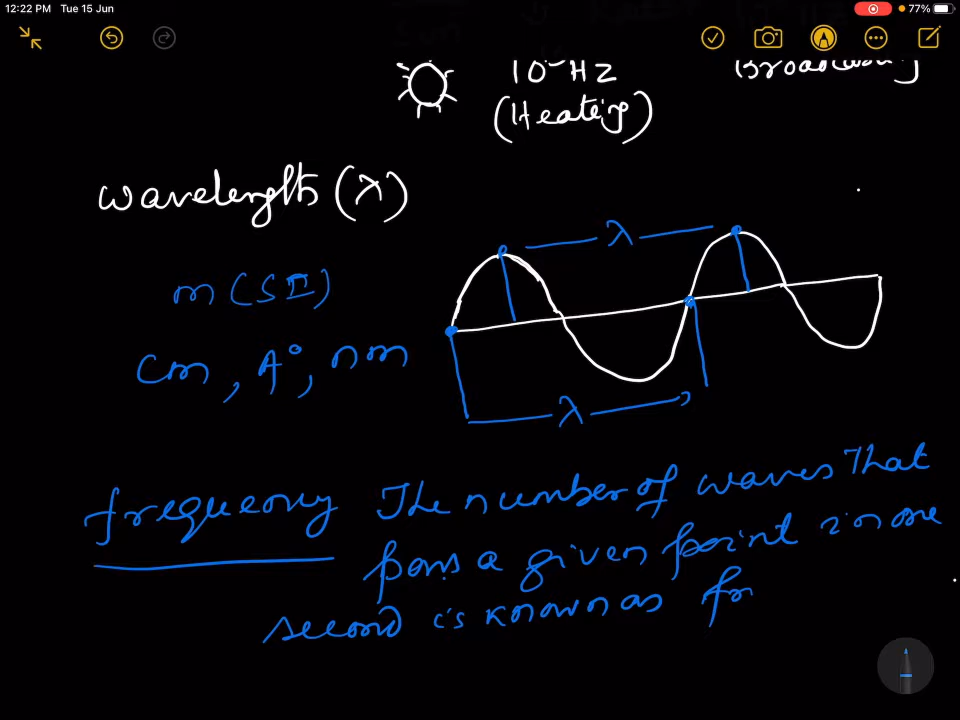 12:22 PM Tue 15 Jun
77%
10 Hz
(Heating)
wavelength (λ)
λ
m (SI)
cm, A°, nm
λ
frequency The number of waves That
pass a given point in one
second is known as fr